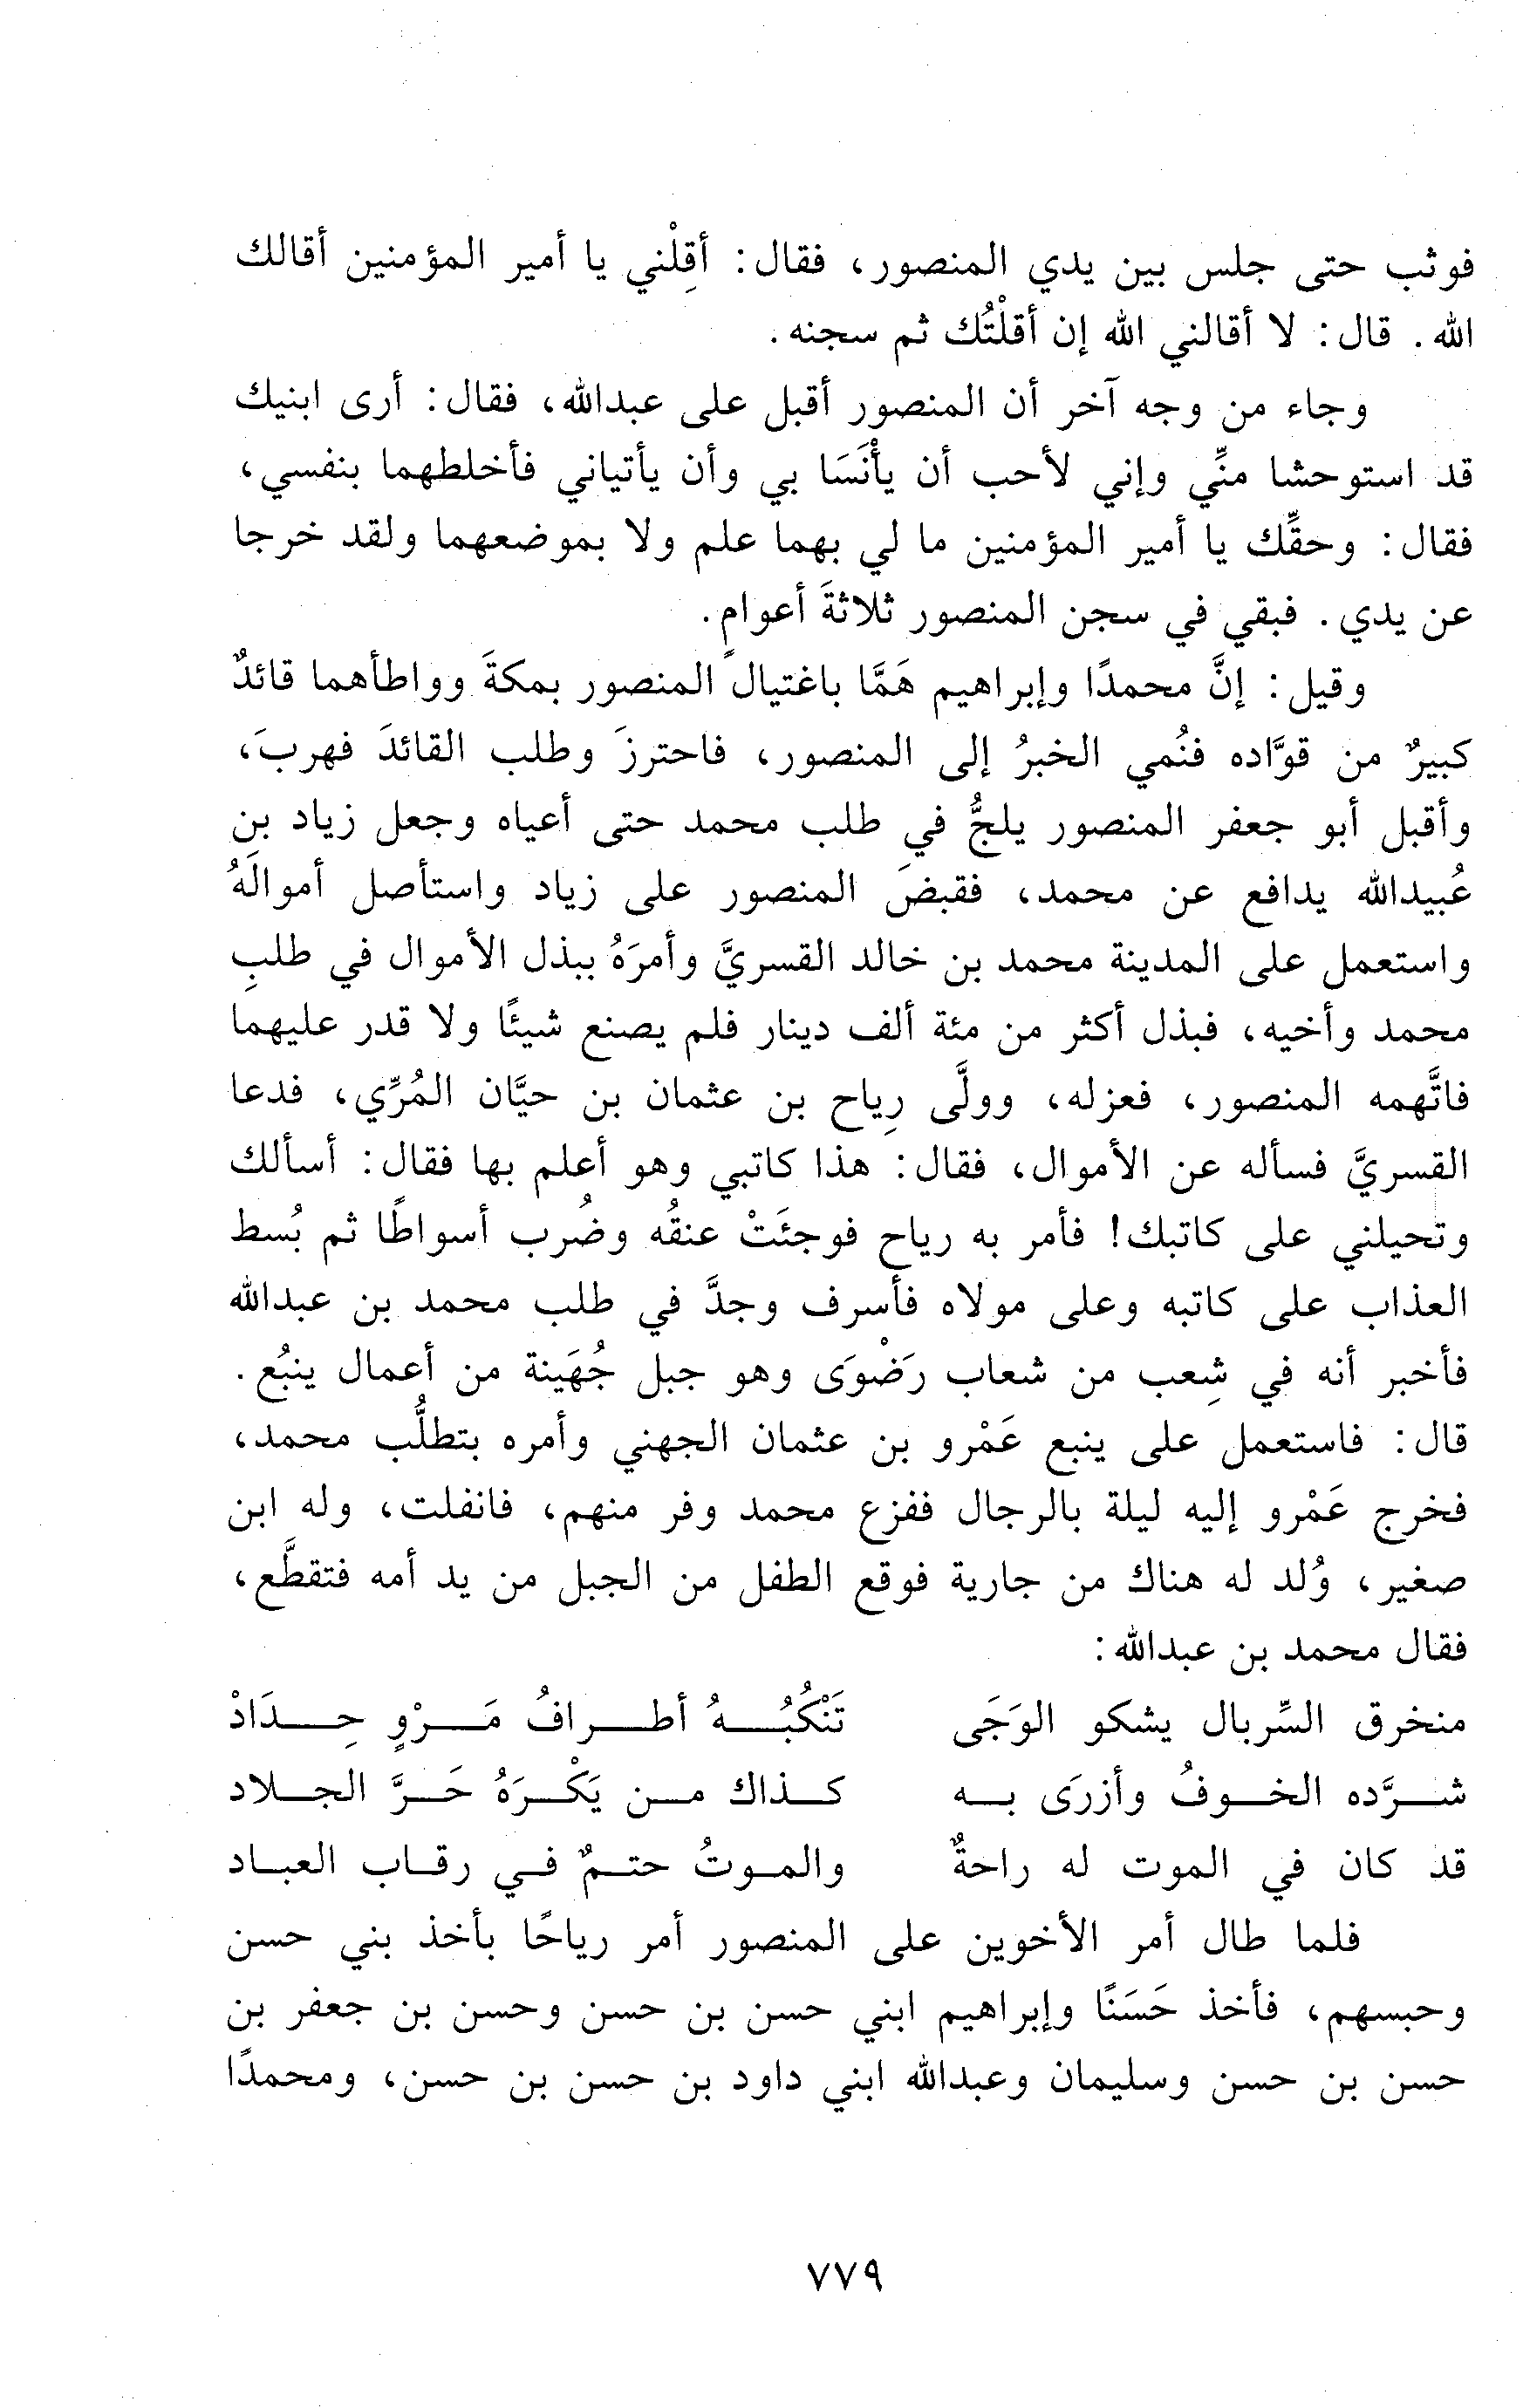 فوثب حتى جلس بين يدي المنصور، فقال: أقِلْني يا أمير المؤمنين أقالك
الله. قال: لا أقالني الله إن أقلْتُك ثم سجنه.
وجاء من وجه آخر أن المنصور أقبل على عبدالله، فقال: أرى ابنيك
قد استوحشا منِّي وإني لأحب أن يأْنَسَا بي وأن يأتياني فأخلطهما بنفسي،
فقال: وحقِّك يا أمير المؤمنين ما لي بهما علم ولا بموضعهما ولقد خرجا
عن يدي. فبقي في سجن المنصور ثلاثةَ أعوامٍ.
وقيل: إنَّ محمدًا وإبراهيم هَمَّا باغتيال المنصور بمكةَ وواطأهما قائدٌ
كبيرٌ من قوَّاده فنُمي الخبرُ إلى المنصور، فاحترزَ وطلب القائدَ فهربَ،
وأقبل أبو جعفر المنصور يلجُّ في طلب محمد حتى أعياه وجعل زياد بن
عُبيدالله يدافع عن محمد، فقبضَ المنصور على زياد واستأصل أموالَهُ
واستعمل على المدينة محمد بن خالد القسريَّ وأمرَهُ ببذل الأموال في طلبِ
محمد وأخيه، فبذل أكثر من مئة ألف دينار فلم يصنع شيئًا ولا قدر عليهما
فاتَّهمه المنصور، فعزله، وولَّى رِياح بن عثمان بن حيَّان المُرِّي، فدعا
القسريَّ فسأله عن الأموال، فقال: هذا كاتبي وهو أعلم بها فقال: أسألك
وتحيلني على كاتبك! فأمر به رياح فوجئَتْ عنقُه وضُرب أسواطًا ثم بُسط
العذاب على كاتبه وعلى مولاه فأسرف وجدَّ في طلب محمد بن عبدالله
فأخبر أنه في شِعب من شعاب رَضْوَى وهو جبل جُهَينة من أعمال ينبُع.
قال: فاستعمل على ينبع عَمْرو بن عثمان الجهني وأمره بتطلُّب محمد،
فخرج عَمْرو إليه ليلة بالرجال ففزع محمد وفر منهم، فانفلت، وله ابن
صغير، وُلد له هناك من جارية فوقع الطفل من الجبل من يد أمه فتقطَّع،
فقال محمد بن عبدالله:
منخرق السِّربال يشكو الوَجَى تَنْكُبُـهُ أطـرافُ مَـرْوٍ حِـدَادْ
شـرَّده الخـوفُ وأزرَى بـه كـذاك مـن يَكْـرَهُ حَـرَّ الجـلاد
قد كان في الموت له راحةٌ والمـوتُ حتـمٌ فـي رقـاب العبـاد
فلما طال أمر الأخوين على المنصور أمر رياحًا بأخذ بني حسن
وحبسهم، فأخذ حَسَنًا وإبراهيم ابني حسن بن حسن وحسن بن جعفر بن
حسن بن حسن وسليمان وعبدالله ابني داود بن حسن بن حسن، ومحمدًا
٧٧٩